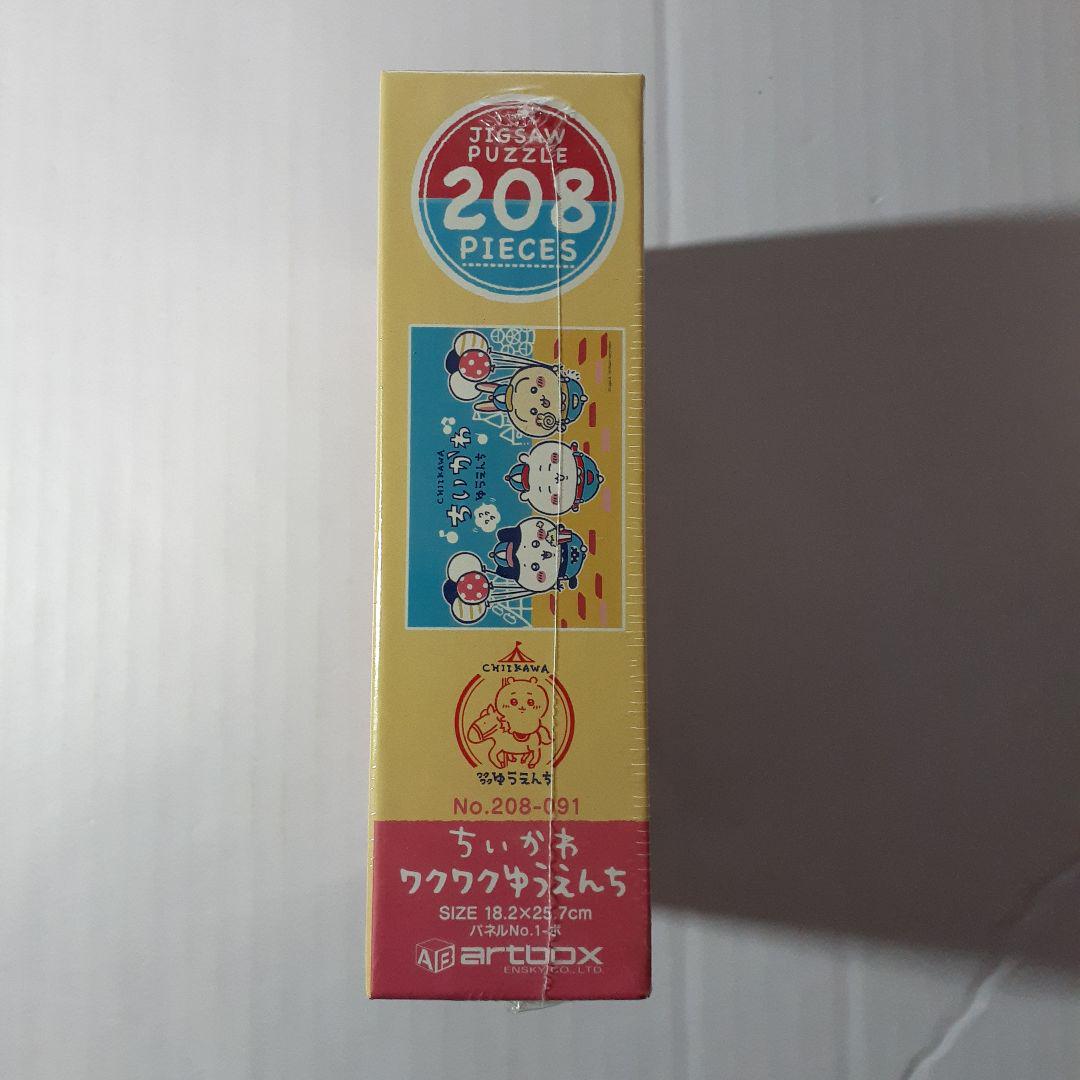 JIGSAW
PUZZLE
208
PIECES
CHIIKAWA
ちいかわ
ゆうえんち
CHIIKAWA
ワクワクゆうえんち
No.208-091
ちいかわ
ワクワクゆうえんち
SIZE 18.2×25.7cm
パネルNo.1-ボ
AB artbox
ENSKY CO., LTD.